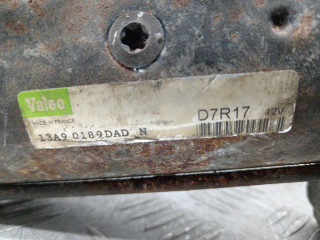 Valeo
MADE IN FRANCE
13A9 0189DAD N
D7R17 12V